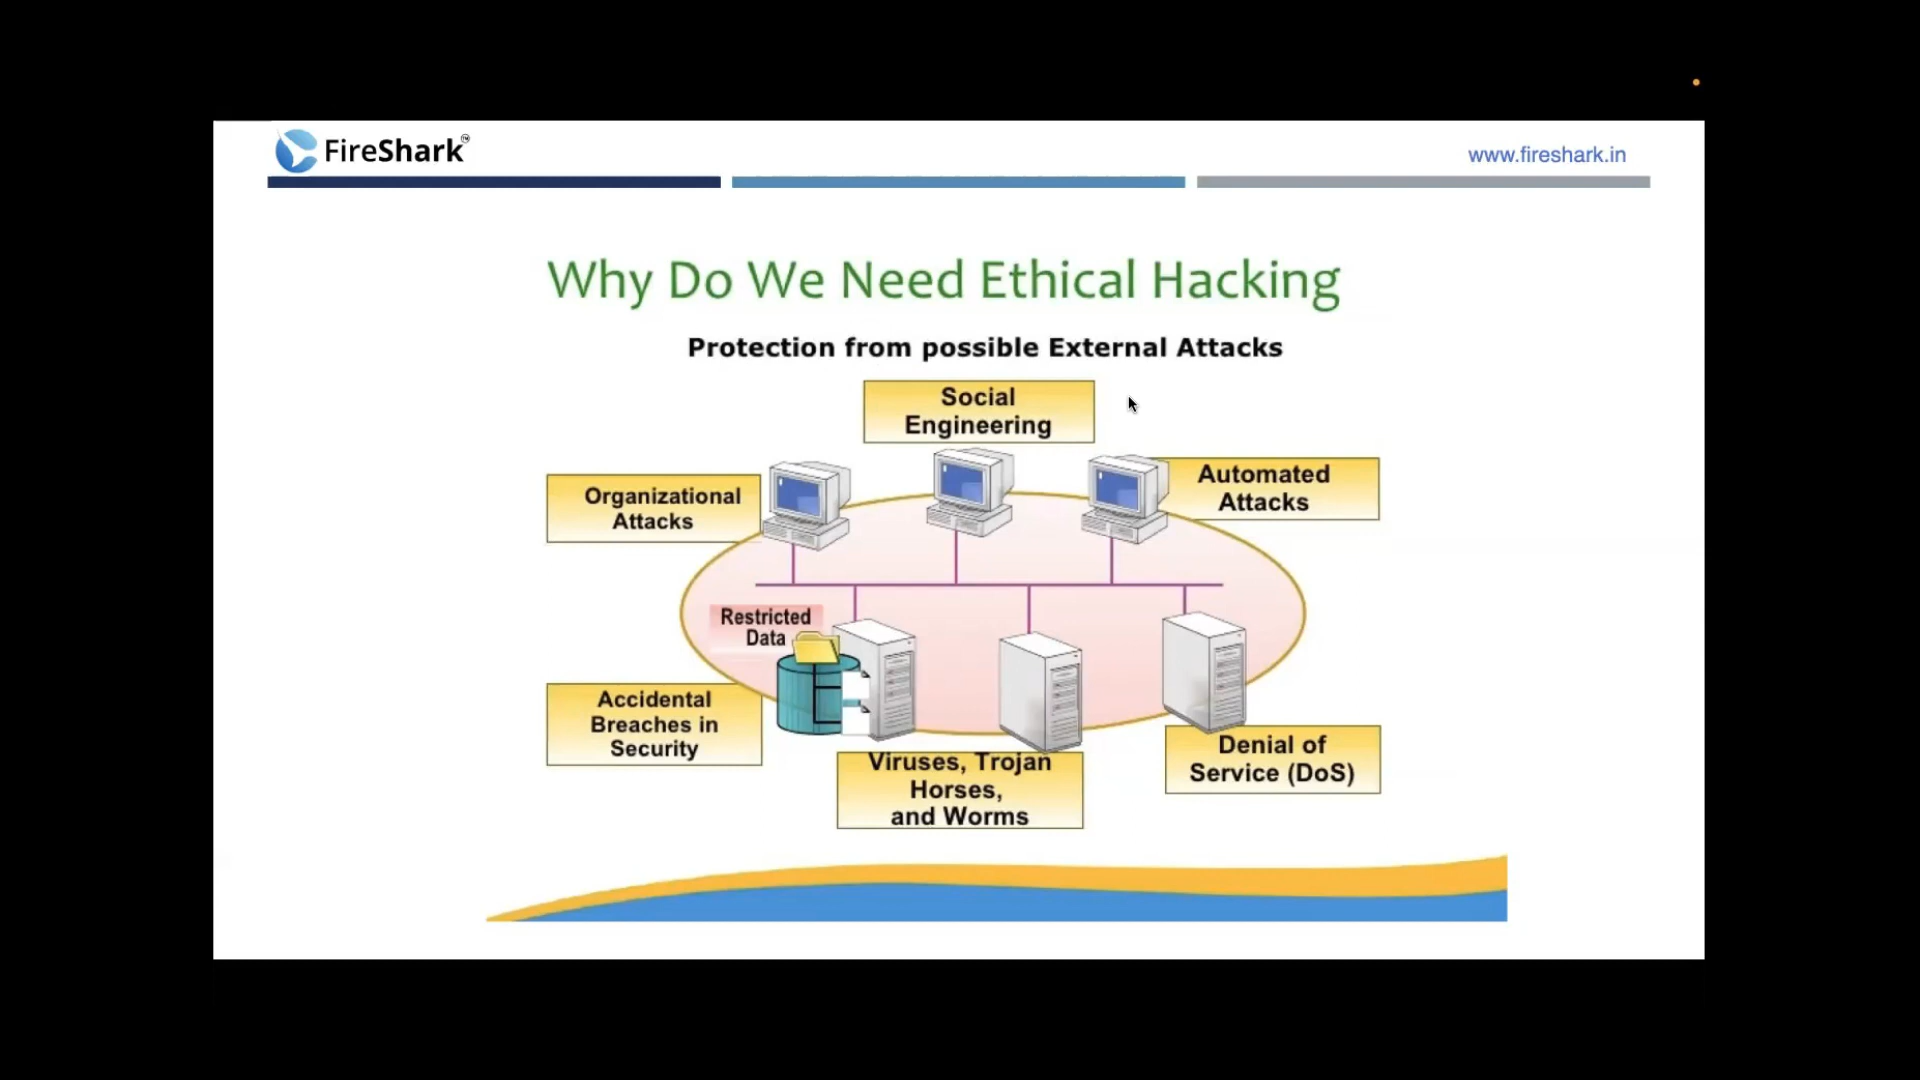 FireShark™
www.fireshark.in
Why Do We Need Ethical Hacking
Protection from possible External Attacks
Social
Engineering
Organizational
Attacks
Automated
Attacks
Restricted
Data
Accidental
Breaches in
Security
Viruses, Trojan
Horses,
and Worms
Denial of
Service (DoS)